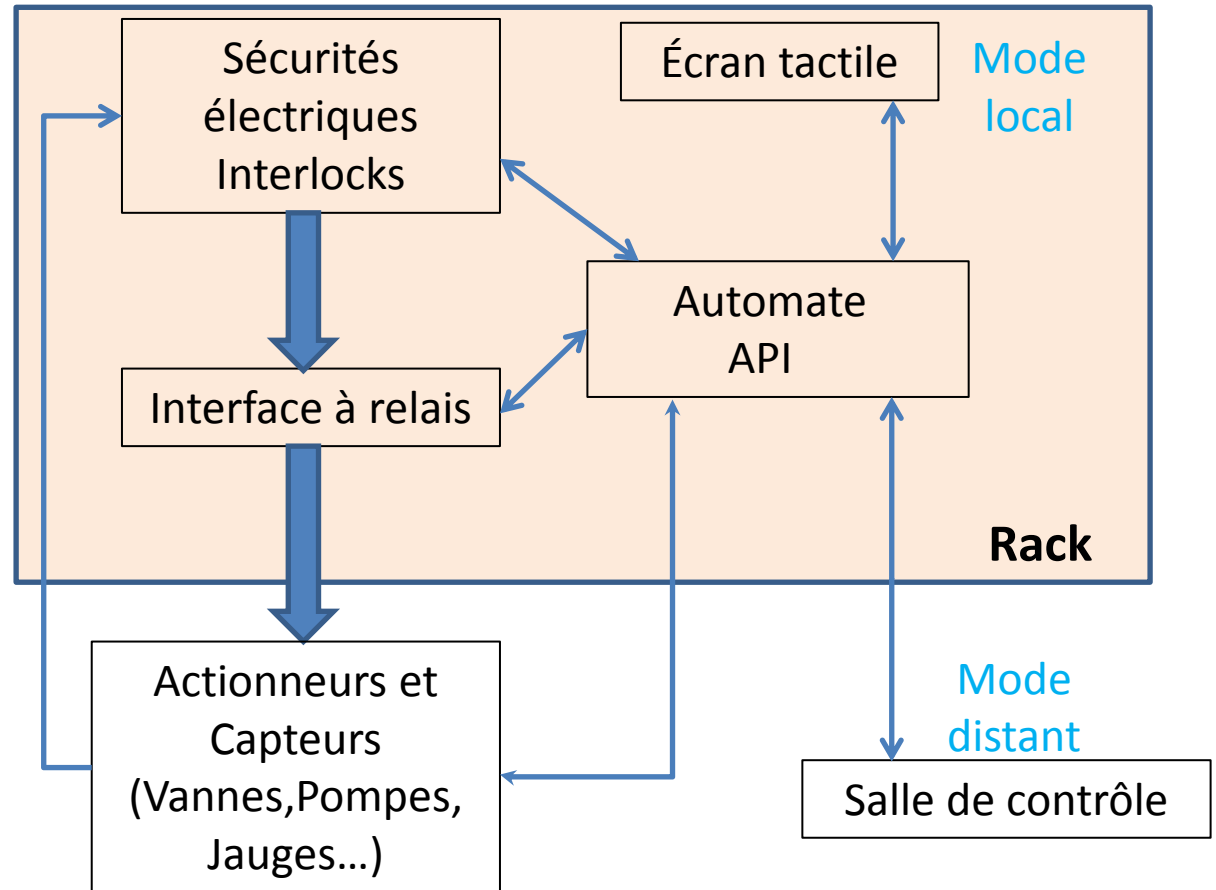 Sécurités
électriques
Interlocks
Écran tactile
Mode
local
Automate
API
Interface à relais
Rack
Actionneurs et
Capteurs
(Vannes,Pompes,
Jauges…)
Mode
distant
Salle de contrôle